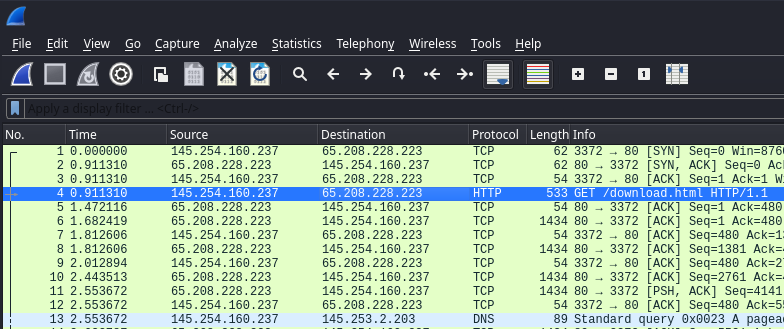 File Edit View Go Capture Analyze Statistics Telephony Wireless Tools Help
Apply a display filter ... <Ctrl-/>
No. Time Source Destination Protocol Length Info
1 0.000000 145.254.160.237 65.208.228.223 TCP 62 3372 → 80 [SYN] Seq=0 Win=876
2 0.911310 65.208.228.223 145.254.160.237 TCP 62 80 → 3372 [SYN, ACK] Seq=0 Ac
3 0.911310 145.254.160.237 65.208.228.223 TCP 54 3372 → 80 [ACK] Seq=1 Ack=1 W
4 0.911310 145.254.160.237 65.208.228.223 HTTP 533 GET /download.html HTTP/1.1
5 1.472116 65.208.228.223 145.254.160.237 TCP 54 80 → 3372 [ACK] Seq=1 Ack=480
6 1.682419 65.208.228.223 145.254.160.237 TCP 1434 80 → 3372 [ACK] Seq=1 Ack=480
7 1.812606 145.254.160.237 65.208.228.223 TCP 54 3372 → 80 [ACK] Seq=480 Ack=13
8 1.812606 65.208.228.223 145.254.160.237 TCP 1434 80 → 3372 [ACK] Seq=1381 Ack=4
9 2.012894 145.254.160.237 65.208.228.223 TCP 54 3372 → 80 [ACK] Seq=480 Ack=27
10 2.443513 65.208.228.223 145.254.160.237 TCP 1434 80 → 3372 [ACK] Seq=2761 Ack=4
11 2.553672 65.208.228.223 145.254.160.237 TCP 1434 80 → 3372 [PSH, ACK] Seq=4141
12 2.553672 145.254.160.237 65.208.228.223 TCP 54 3372 → 80 [ACK] Seq=480 Ack=55
13 2.553672 145.254.160.237 145.253.2.203 DNS 89 Standard query 0x0023 A pagead